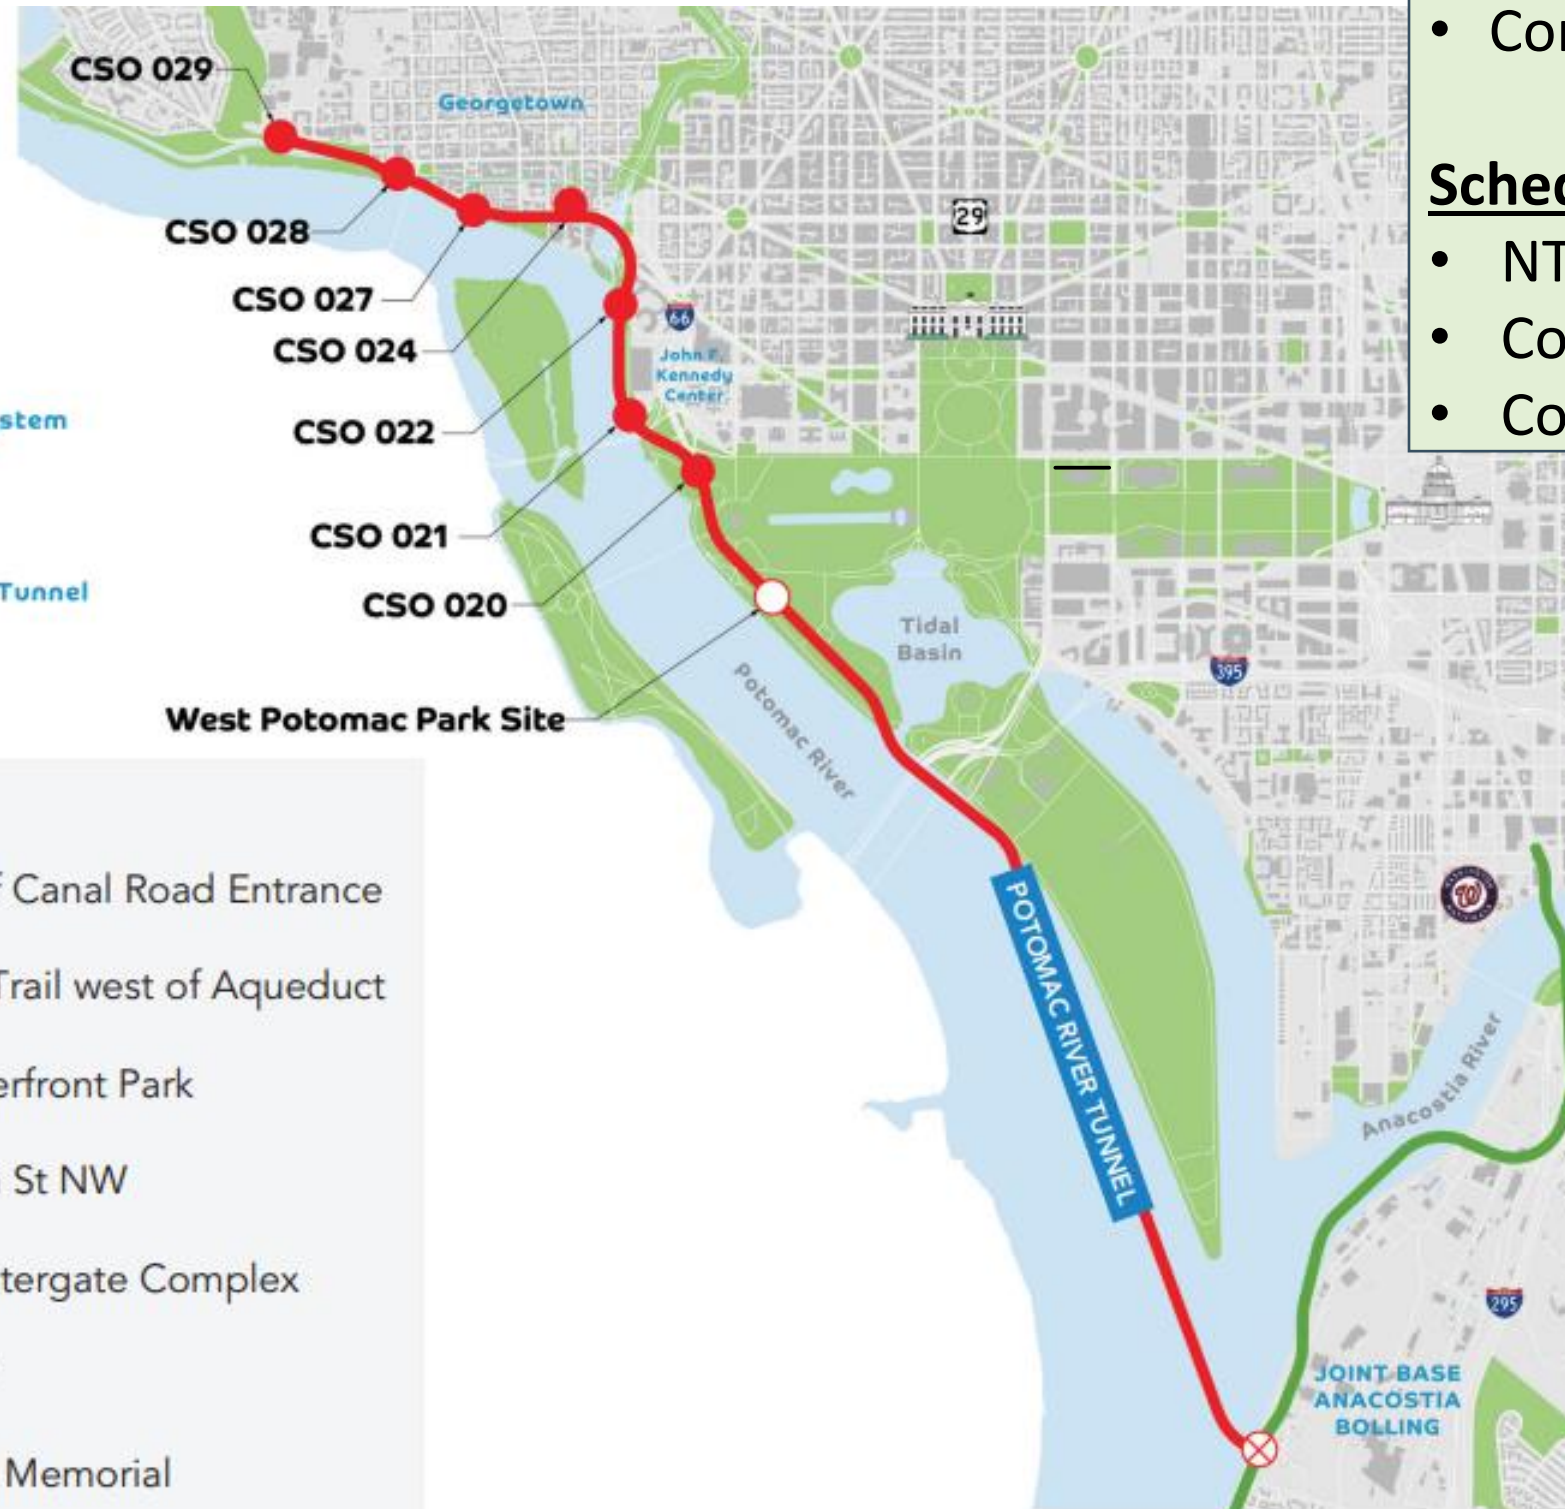 • Con
Sched
• NT
• Co
• Co
CSO 029
Georgetown
CSO 028
29
CSO 027
66
CSO 024
John F.
Kennedy
Center
stem
CSO 022
CSO 021
Tunnel
CSO 020
Tidal
Basin
395
West Potomac Park Site
Potomac River
f Canal Road Entrance
POTOMAC RIVER TUNNEL
W
Trail west of Aqueduct
Anacostia River
erfront Park
St NW
tergate Complex
295
JOINT BASE
ANACOSTIA
BOLLING
Memorial